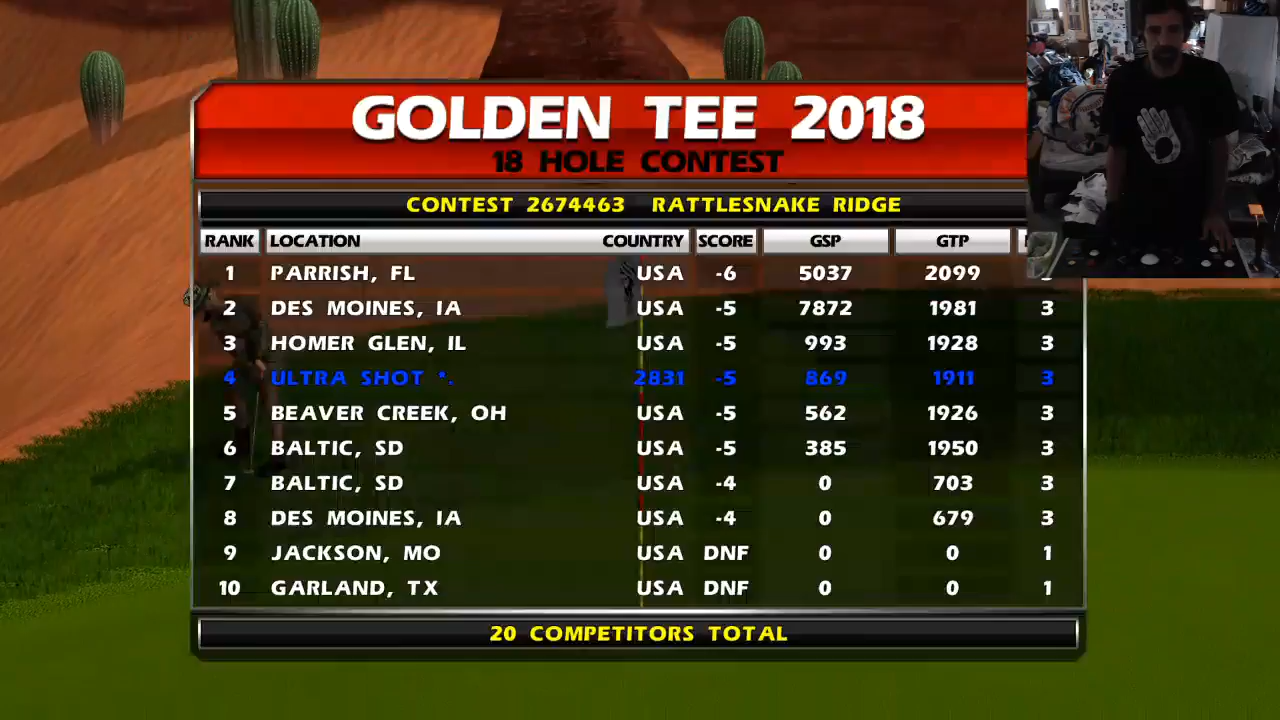 GOLDEN TEE 2018
18 HOLE CONTEST
CONTEST 2674463 RATTLESNAKE RIDGE
RANK LOCATION COUNTRY SCORE GSP GTP
1 PARRISH, FL USA -6 5037 2099
2 DES MOINES, IA USA -5 7872 1981 3
3 HOMER GLEN, IL USA -5 993 1928 3
4 ULTRA SHOT *. 2831 -5 869 1911 3
5 BEAVER CREEK, OH USA -5 562 1926 3
6 BALTIC, SD USA -5 385 1950 3
7 BALTIC, SD USA -4 0 703 3
8 DES MOINES, IA USA -4 0 679 3
9 JACKSON, MO USA DNF 0 0 1
10 GARLAND, TX USA DNF 0 0 1
20 COMPETITORS TOTAL